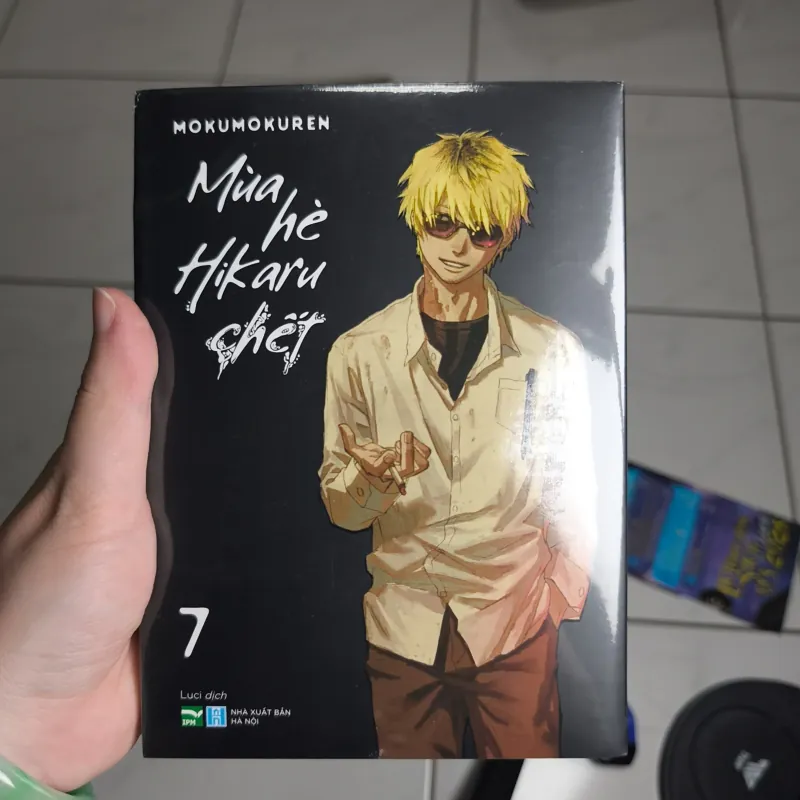 MOKUMOKUREN
Mùa
hè
Hikaru
chết
7
Luci dịch
IPM
NHÀ XUẤT BẢN
HÀ NỘI